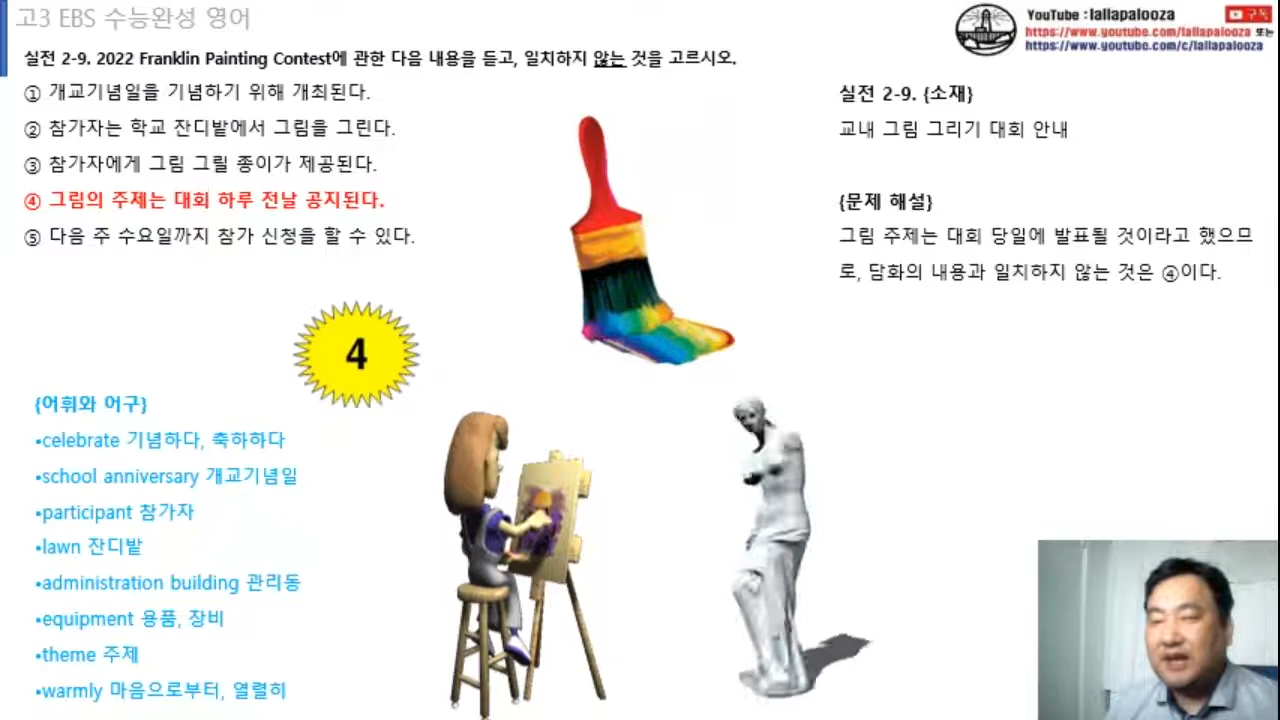 고3 EBS 수능완성 영어
YouTube : lallapalooza
구독
https://www.youtube.com/lallapalooza 또는
https://www.youtube.com/c/lallapalooza
실전 2-9. 2022 Franklin Painting Contest에 관한 다음 내용을 듣고, 일치하지 않는 것을 고르시오.
① 개교기념일을 기념하기 위해 개최된다.
② 참가자는 학교 잔디밭에서 그림을 그린다.
③ 참가자에게 그림 그릴 종이가 제공된다.
④ 그림의 주제는 대회 하루 전날 공지된다.
⑤ 다음 주 수요일까지 참가 신청을 할 수 있다.
4
실전 2-9. {소재}
교내 그림 그리기 대회 안내
{문제 해설}
그림 주제는 대회 당일에 발표될 것이라고 했으므
로, 담화의 내용과 일치하지 않는 것은 ④이다.
{어휘와 어구}
•celebrate 기념하다, 축하하다
•school anniversary 개교기념일
•participant 참가자
•lawn 잔디밭
•administration building 관리동
•equipment 용품, 장비
•theme 주제
•warmly 마음으로부터, 열렬히